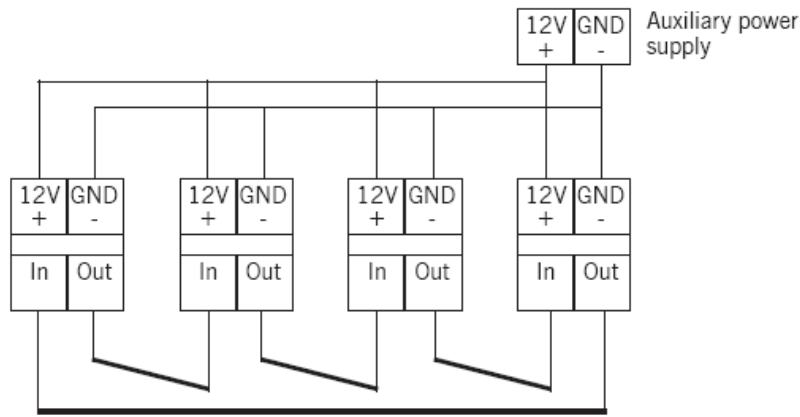 12V GND Auxiliary power
+ - supply
12V GND 12V GND 12V GND 12V GND
+ - + - + - + -
In Out In Out In Out In Out